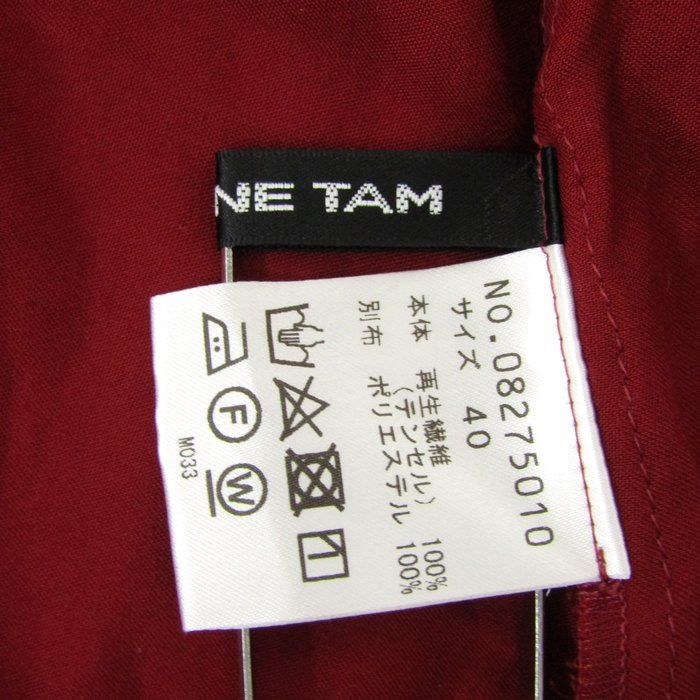 NE TAM
NO.08275010
サイズ 40
本体 再生繊維
(テンセル) 100%
別布 ポリエステル 100%
F
W
M033